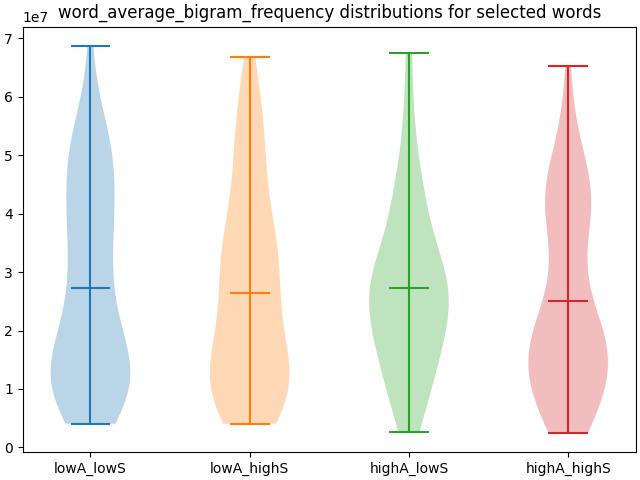 word_average_bigram_frequency distributions for selected words
1e7
7
6
5
4
3
2
1
0
lowA_lowS lowA_highS highA_lowS highA_highS